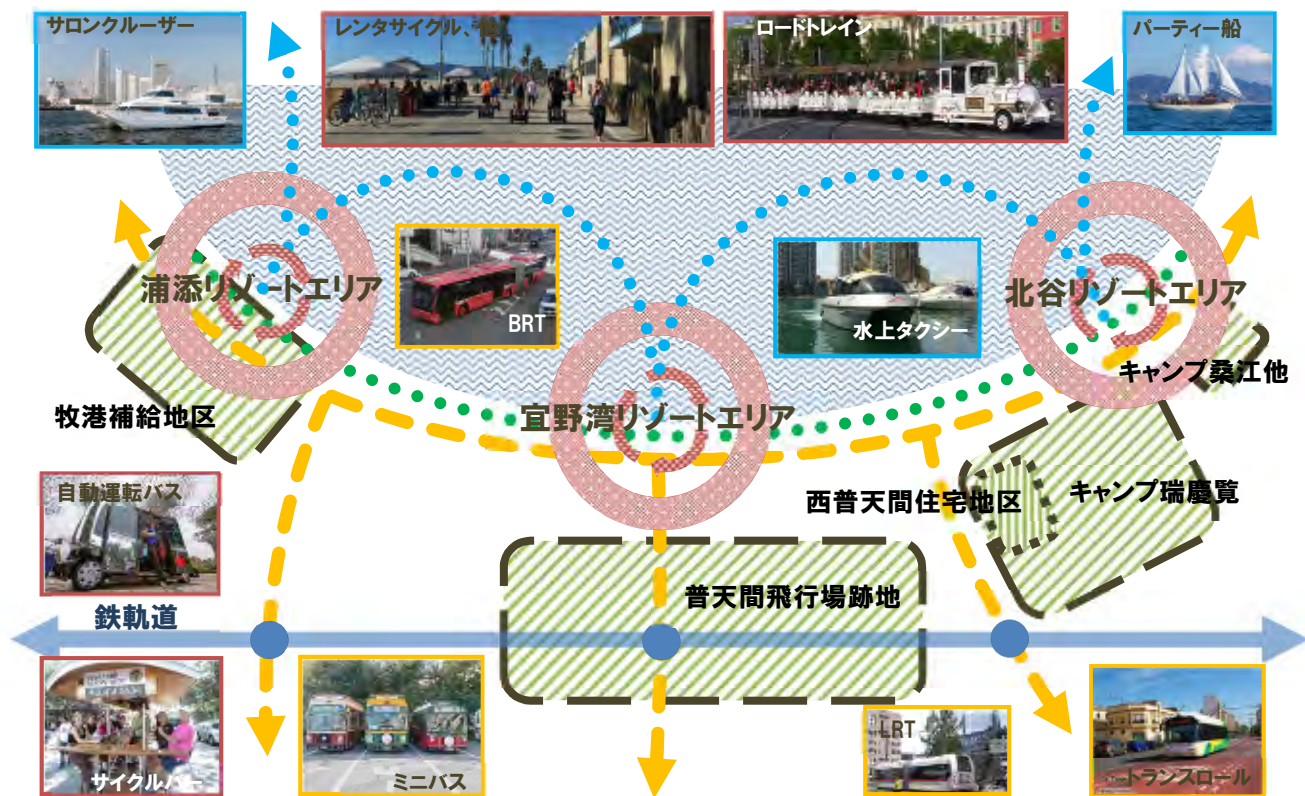 サロンクルーザー
レンタサイクル、他
ロードトレイン
パーティー船
浦添リゾートエリア
BRT
水上タクシー
北谷リゾートエリア
キャンプ桑江他
牧港補給地区
宜野湾リゾートエリア
自動運転バス
西普天間住宅地区
キャンプ瑞慶覧
普天間飛行場跡地
鉄軌道
サイクルバー
ミニバス
LRT
トランスロール